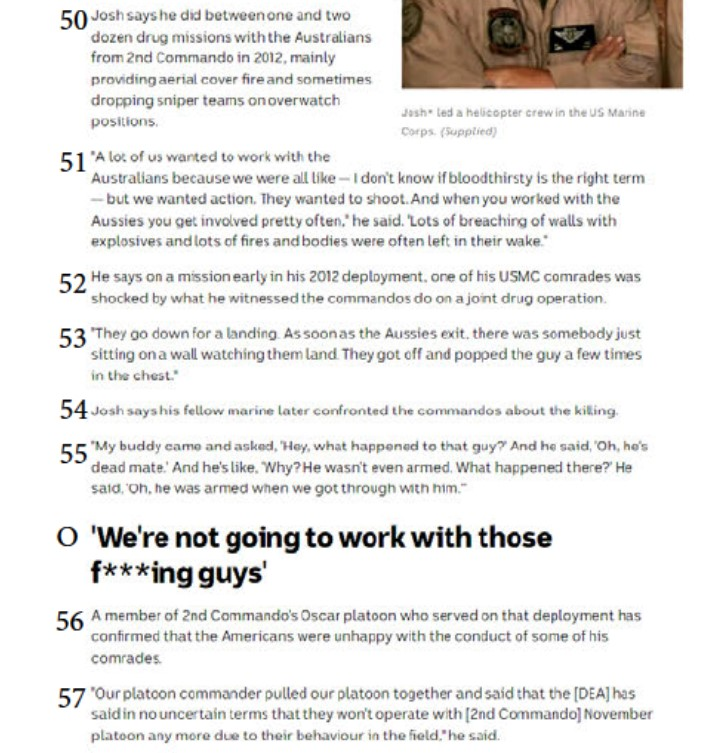 50 Josh says he did between one and two
dozen drug missions with the Australians
from 2nd Commando in 2012, mainly
providing aerial cover fire and sometimes
dropping sniper teams on overwatch
positions.
Josh* led a helicopter crew in the US Marine
Corps. (Supplied)
51 "A lot of us wanted to work with the
Australians because we were all like — I don't know if bloodthirsty is the right term
— but we wanted action. They wanted to shoot. And when you worked with the
Aussies you get involved pretty often," he said. "Lots of breaching of walls with
explosives and lots of fires and bodies were often left in their wake."
52 He says on a mission early in his 2012 deployment, one of his USMC comrades was
shocked by what he witnessed the commandos do on a joint drug operation.
53 "They go down for a landing. As soon as the Aussies exit, there was somebody just
sitting on a wall watching them land. They got off and popped the guy a few times
in the chest."
54 Josh says his fellow marine later confronted the commandos about the killing.
55 "My buddy came and asked, 'Hey, what happened to that guy?' And he said, 'Oh, he's
dead mate.' And he's like, 'Why? He wasn't even armed. What happened there?' He
said, 'Oh, he was armed when we got through with him.'"
O 'We're not going to work with those
f***ing guys'
56 A member of 2nd Commando's Oscar platoon who served on that deployment has
confirmed that the Americans were unhappy with the conduct of some of his
comrades.
57 "Our platoon commander pulled our platoon together and said that the [DEA] has
said in no uncertain terms that they won't operate with [2nd Commando] November
platoon any more due to their behaviour in the field," he said.